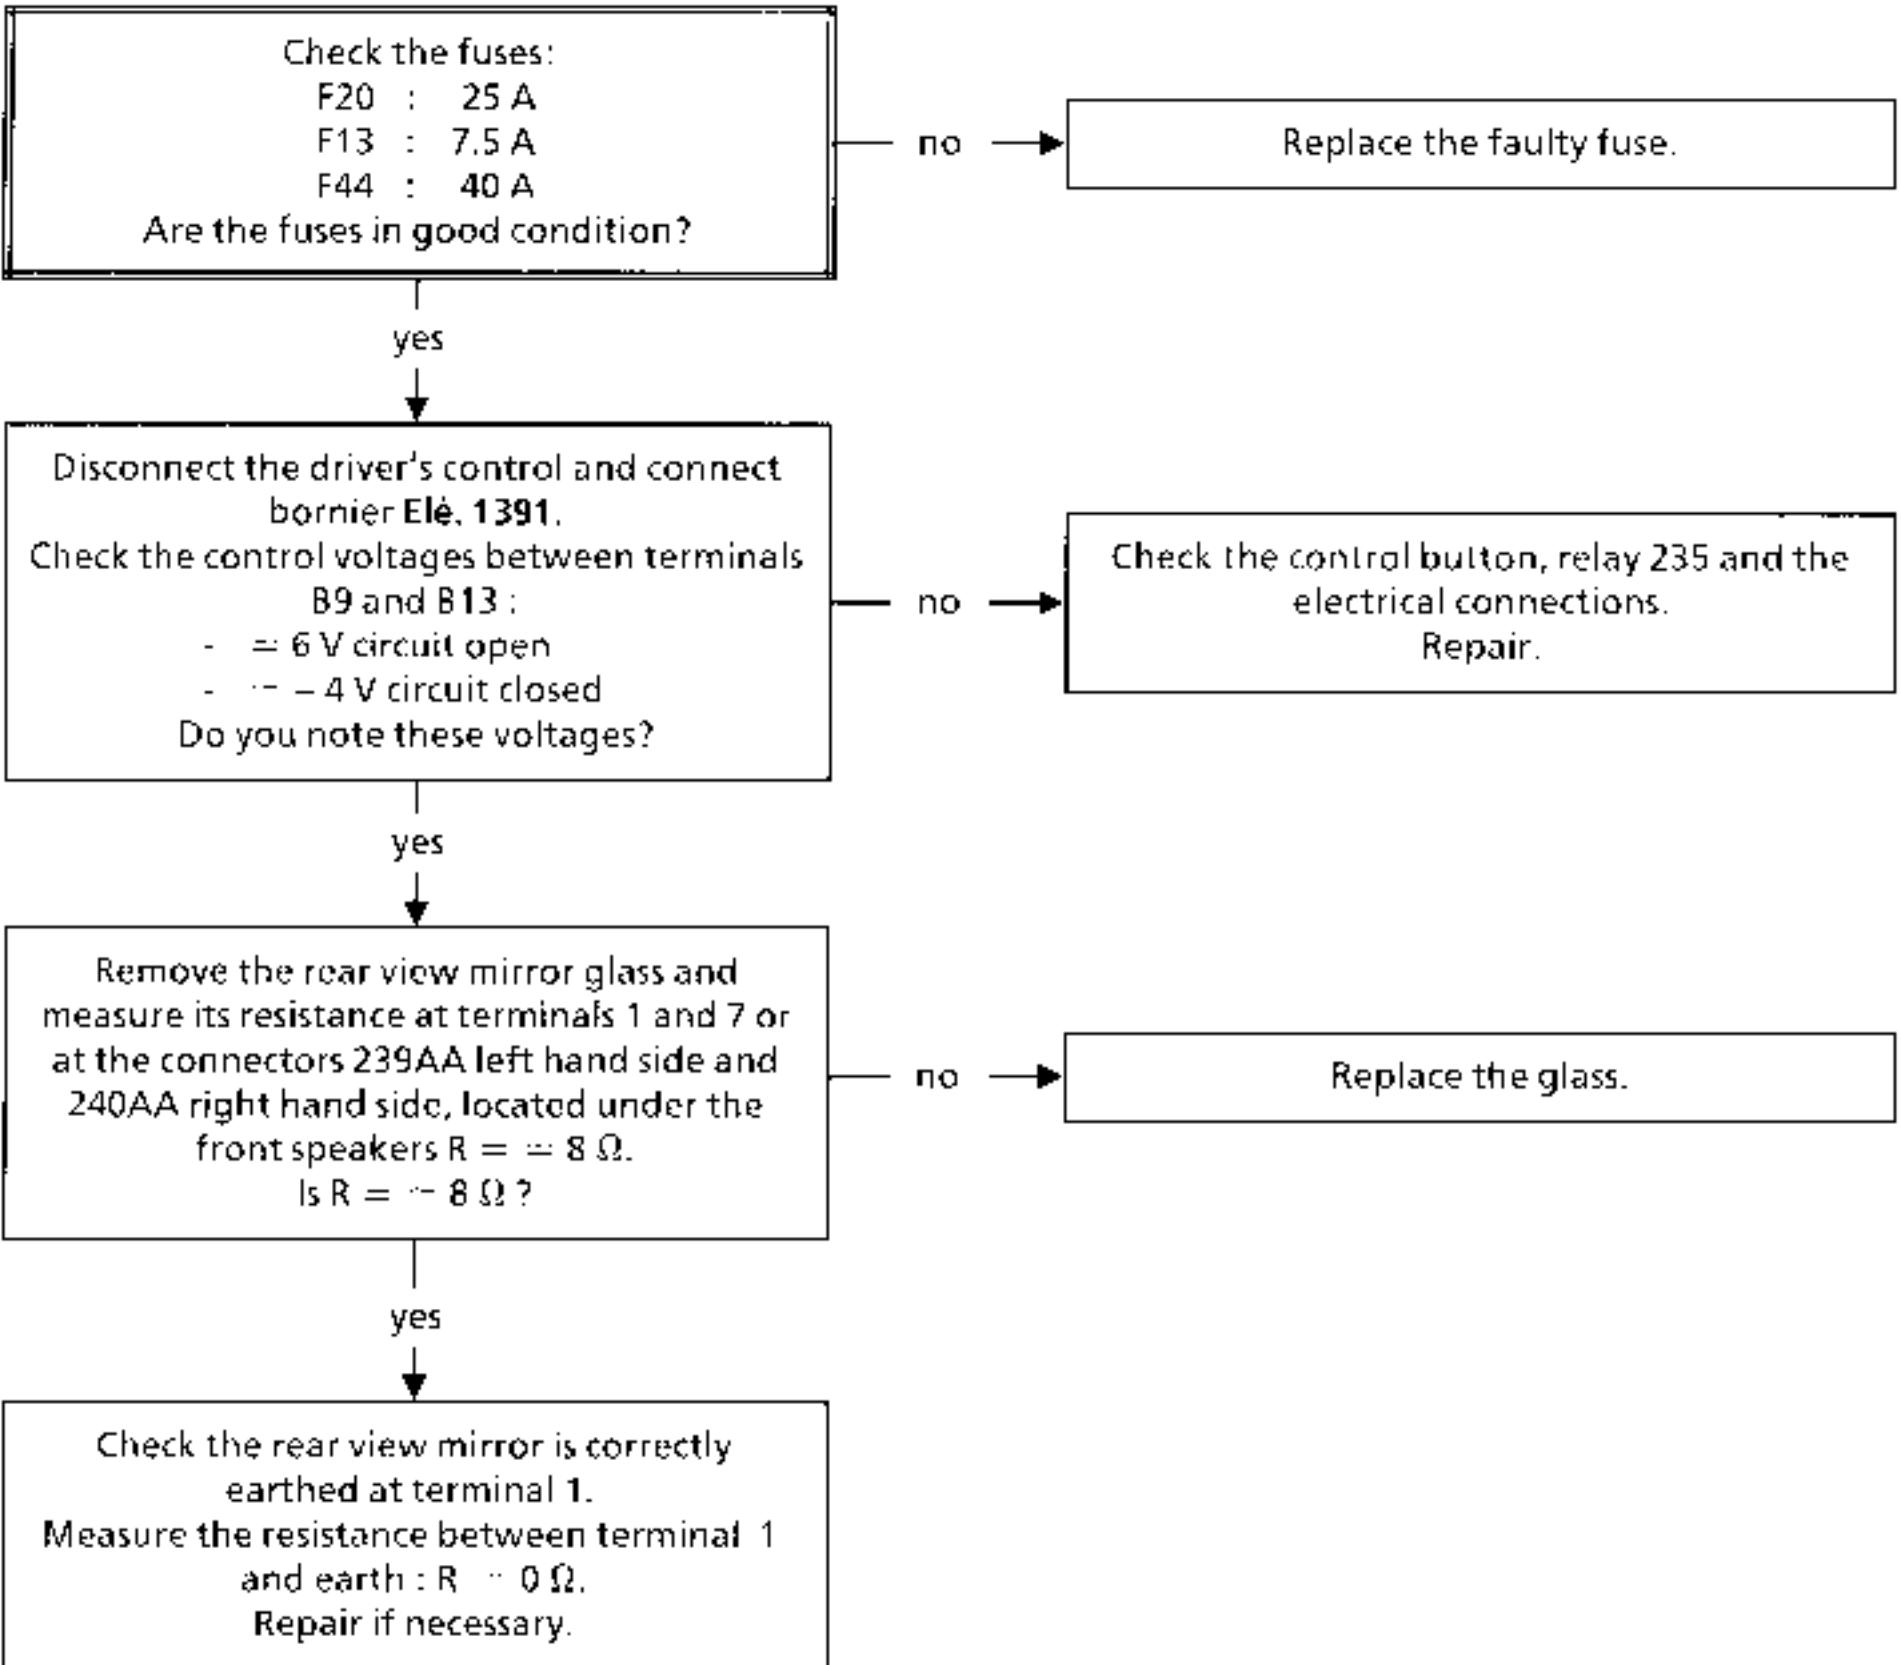 Check the fuses:
F20 : 25 A
F13 : 7.5 A
F44 : 40 A
Are the fuses in good condition?
no
Replace the faulty fuse.
yes
Disconnect the driver's control and connect
bornier Elé. 1391.
Check the control voltages between terminals
B9 and B13 :
- ≃ 6 V circuit open
- ≃ – 4 V circuit closed
Do you note these voltages?
no
Check the control button, relay 235 and the
electrical connections.
Repair.
yes
Remove the rear view mirror glass and
measure its resistance at terminals 1 and 7 or
at the connectors 239AA left hand side and
240AA right hand side, located under the
front speakers R = ≃ 8 Ω.
Is R = ≃ 8 Ω ?
no
Replace the glass.
yes
Check the rear view mirror is correctly
earthed at terminal 1.
Measure the resistance between terminal 1
and earth : R 0 Ω.
Repair if necessary.